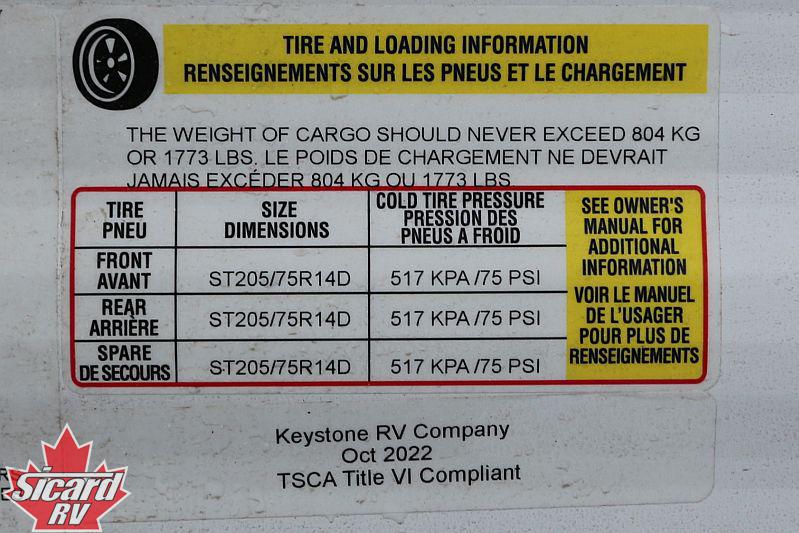 TIRE AND LOADING INFORMATION
RENSEIGNEMENTS SUR LES PNEUS ET LE CHARGEMENT
THE WEIGHT OF CARGO SHOULD NEVER EXCEED 804 KG
OR 1773 LBS. LE POIDS DE CHARGEMENT NE DEVRAIT
JAMAIS EXCÉDER 804 KG OU 1773 LBS
TIRE
PNEU
SIZE
DIMENSIONS
COLD TIRE PRESSURE
PRESSION DES
PNEUS A FROID
FRONT
AVANT
ST205/75R14D
517 KPA /75 PSI
REAR
ARRIÈRE
ST205/75R14D
517 KPA /75 PSI
SPARE
DE SECOURS
ST205/75R14D
517 KPA /75 PSI
SEE OWNER'S
MANUAL FOR
ADDITIONAL
INFORMATION
VOIR LE MANUEL
DE L'USAGER
POUR PLUS DE
RENSEIGNEMENTS
Keystone RV Company
Oct 2022
TSCA Title VI Compliant
Sicard
RV